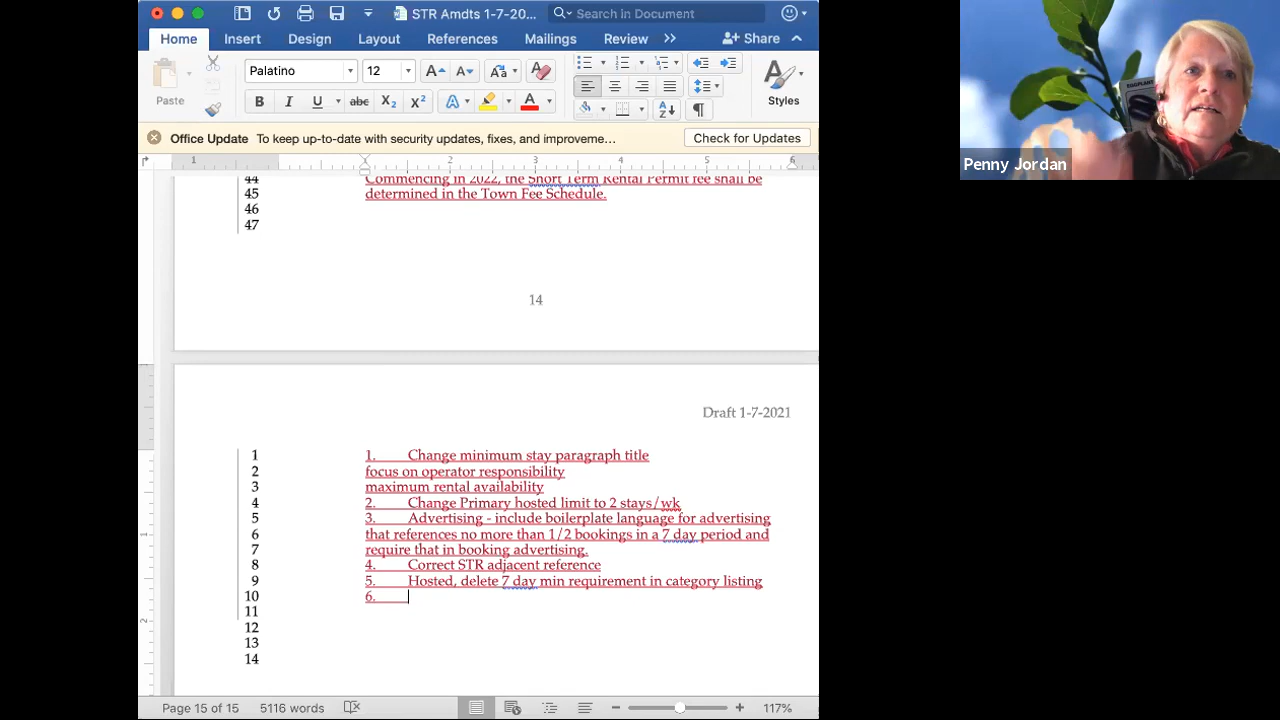 STR Amdts 1-7-20...
Search in Document
Home Insert Design Layout References Mailings Review >> Share
Paste
Palatino 12
Styles
Office Update To keep up-to-date with security updates, fixes, and improveme... Check for Updates
1 2 3 4 5 6
44 Commencing in 2022, the Short Term Rental Permit fee shall be
45 determined in the Town Fee Schedule.
46
47
14
Draft 1-7-2021
1 1. Change minimum stay paragraph title
2 focus on operator responsibility
3 maximum rental availability
4 2. Change Primary hosted limit to 2 stays/wk
5 3. Advertising - include boilerplate language for advertising
6 that references no more than 1/2 bookings in a 7 day period and
7 require that in booking advertising.
8 4. Correct STR adjacent reference
9 5. Hosted, delete 7 day min requirement in category listing
10 6.
11
12
13
14
Page 15 of 15 5116 words 117%
EGGPLANT
Penny Jordan